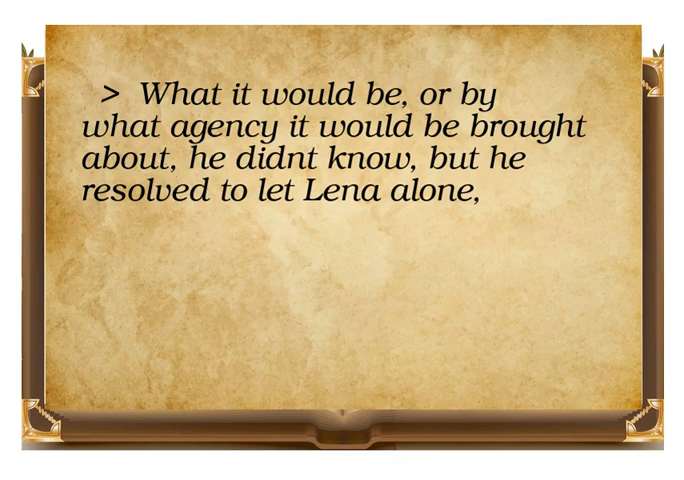 > What it would be, or by
what agency it would be brought
about, he didnt know, but he
resolved to let Lena alone,